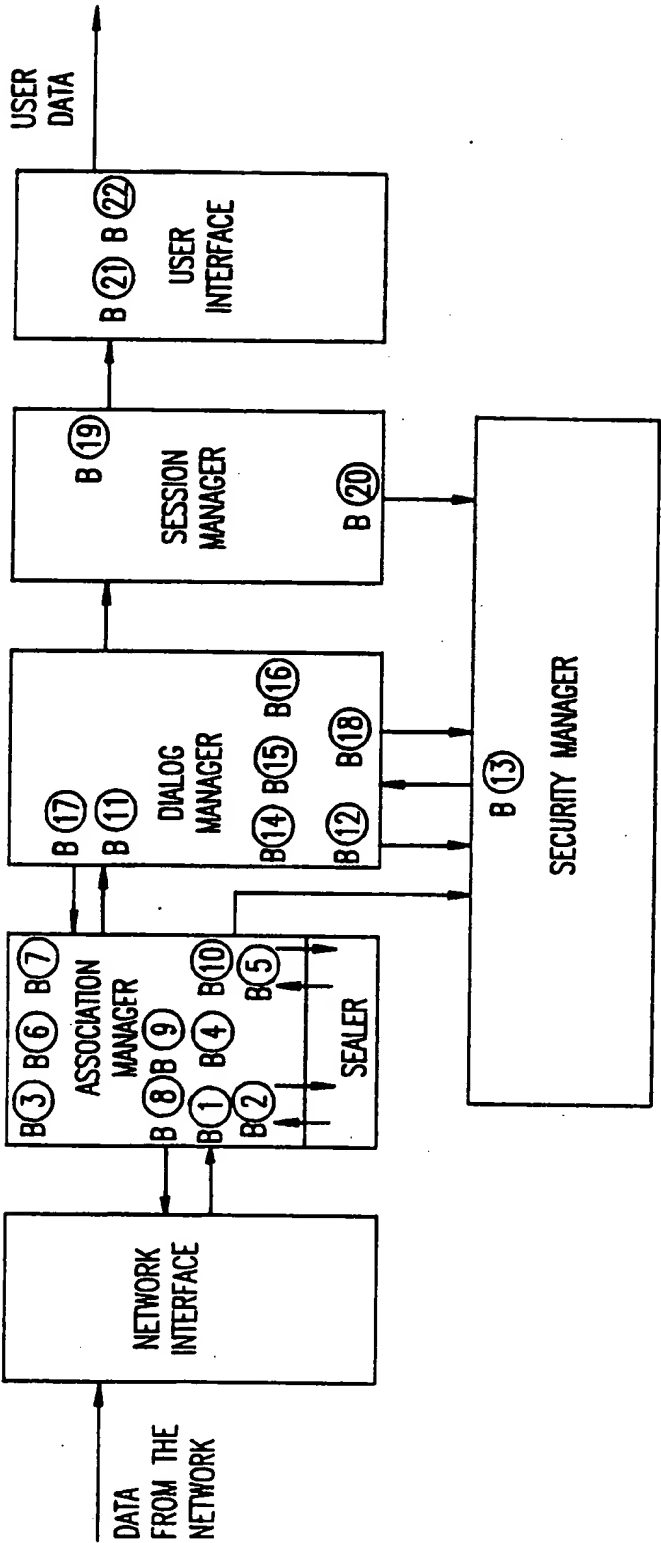 DATA
FROM THE
NETWORK
NETWORK
INTERFACE
B 3 B 6 B 7
ASSOCIATION
MANAGER
B 8 B 9
B 1 B 4 B 10
B 2 B 5
SEALER
B 17
B 11
DIALOG
MANAGER
B 14 B 15 B 16
B 12 B 18
B 19
SESSION
MANAGER
B 20
B 21 B 22
USER
INTERFACE
USER
DATA
B 13
SECURITY MANAGER